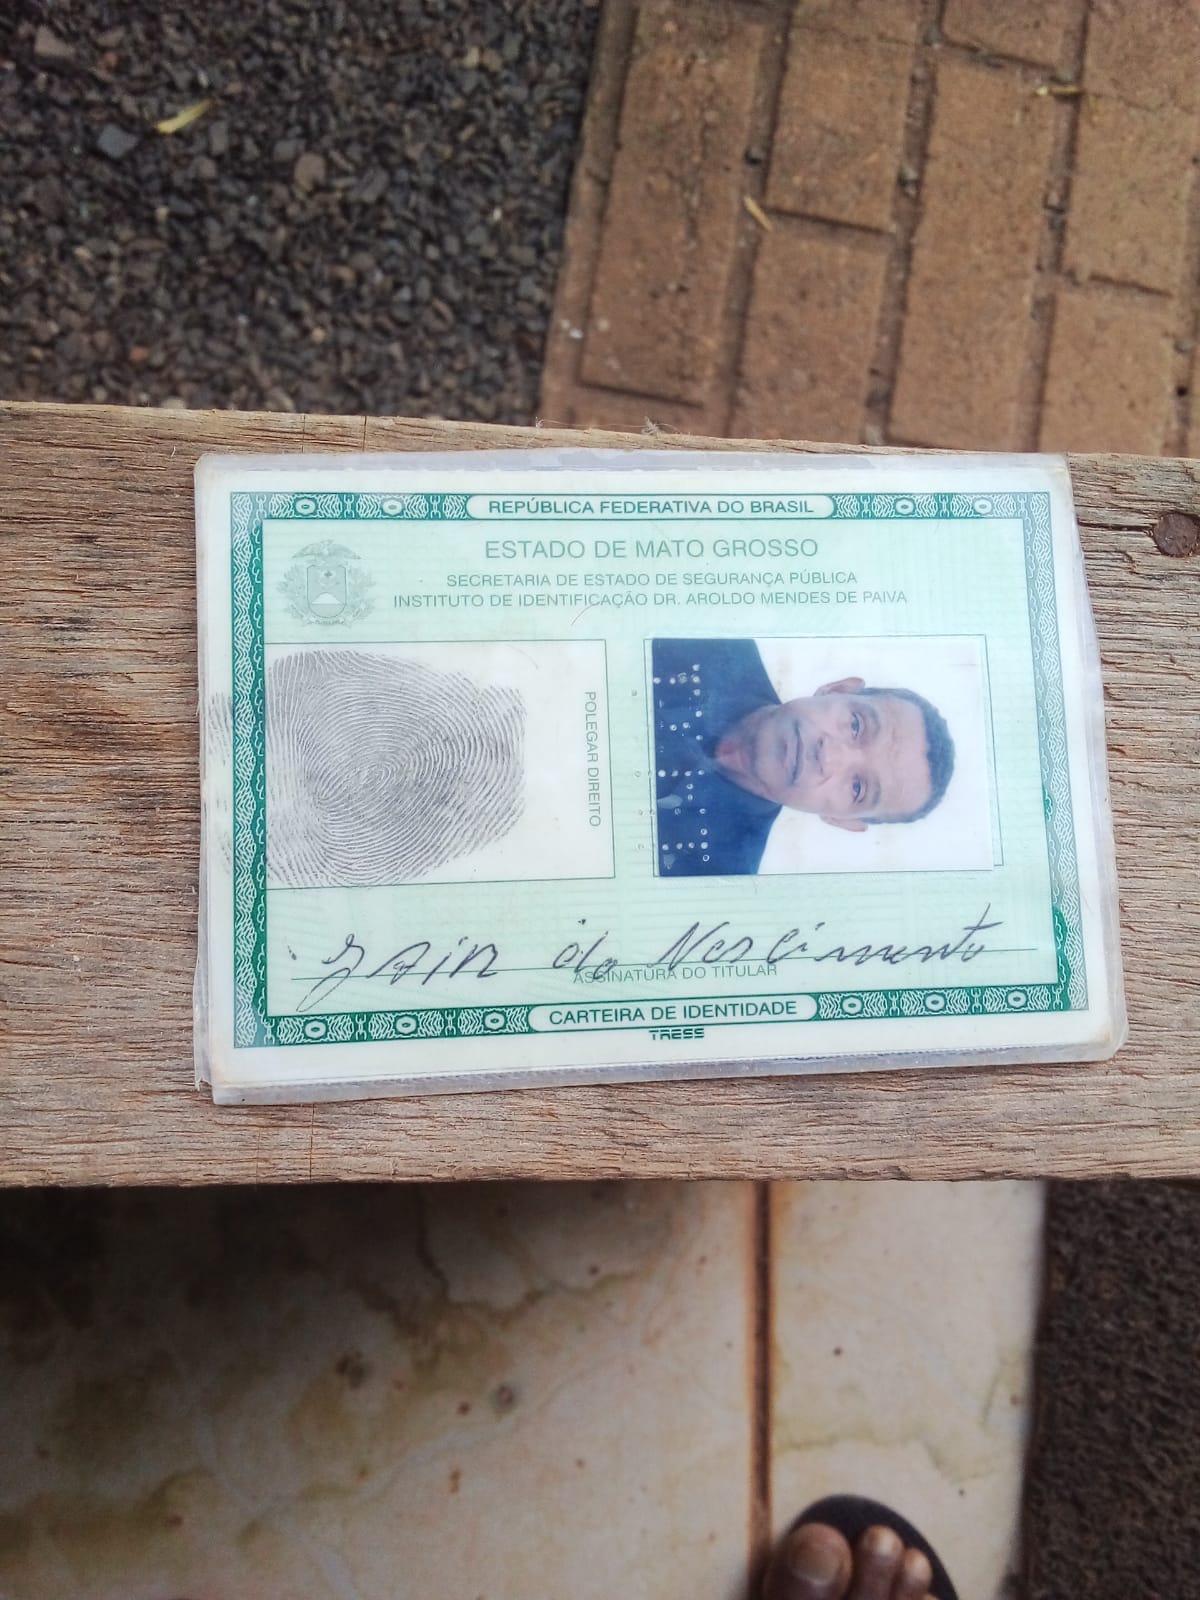 REPÚBLICA FEDERATIVA DO BRASIL
ESTADO DE MATO GROSSO
SECRETARIA DE ESTADO DE SEGURANÇA PÚBLICA
INSTITUTO DE IDENTIFICAÇÃO DR. AROLDO MENDES DE PAIVA
POLEGAR DIREITO
do Nascimento
ASSINATURA DO TITULAR
CARTEIRA DE IDENTIDADE
TRESS